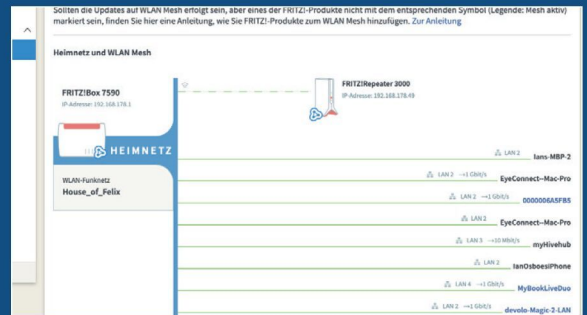 Sollten die Updates auf WLAN Mesh erfolgt sein, aber eines der FRITZ!-Produkte nicht mit dem entsprechenden Symbol (Legende: Mesh aktiv)
markiert sein, finden Sie hier eine Anleitung, wie Sie FRITZ!-Produkte zum WLAN Mesh hinzufügen. Zur Anleitung
Heimnetz und WLAN Mesh
FRITZ!Box 7590
IP-Adresse: 192.168.178.1
FRITZ!Repeater 3000
IP-Adresse: 192.168.178.49
HEIMNETZ
WLAN-Funknetz
House_of_Felix
LAN 2 Ians-MBP-2
LAN 2 →1 Gbit/s EyeConnect--Mac-Pro
LAN 2 →1 Gbit/s 0000006A5FB5
LAN 2 EyeConnect--Mac-Pro
LAN 3 →10 Mbit/s myHivehub
LAN 2 IanOsboesiPhone
LAN 4 →1 Gbit/s MyBookLiveDuo
LAN 2 →1 Gbit/s devolo-Magic-2-LAN